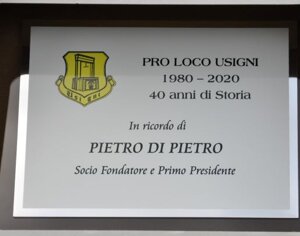 PRO LOCO USIGNI
1980 – 2020
40 anni di Storia
In ricordo di
PIETRO DI PIETRO
Socio Fondatore e Primo Presidente